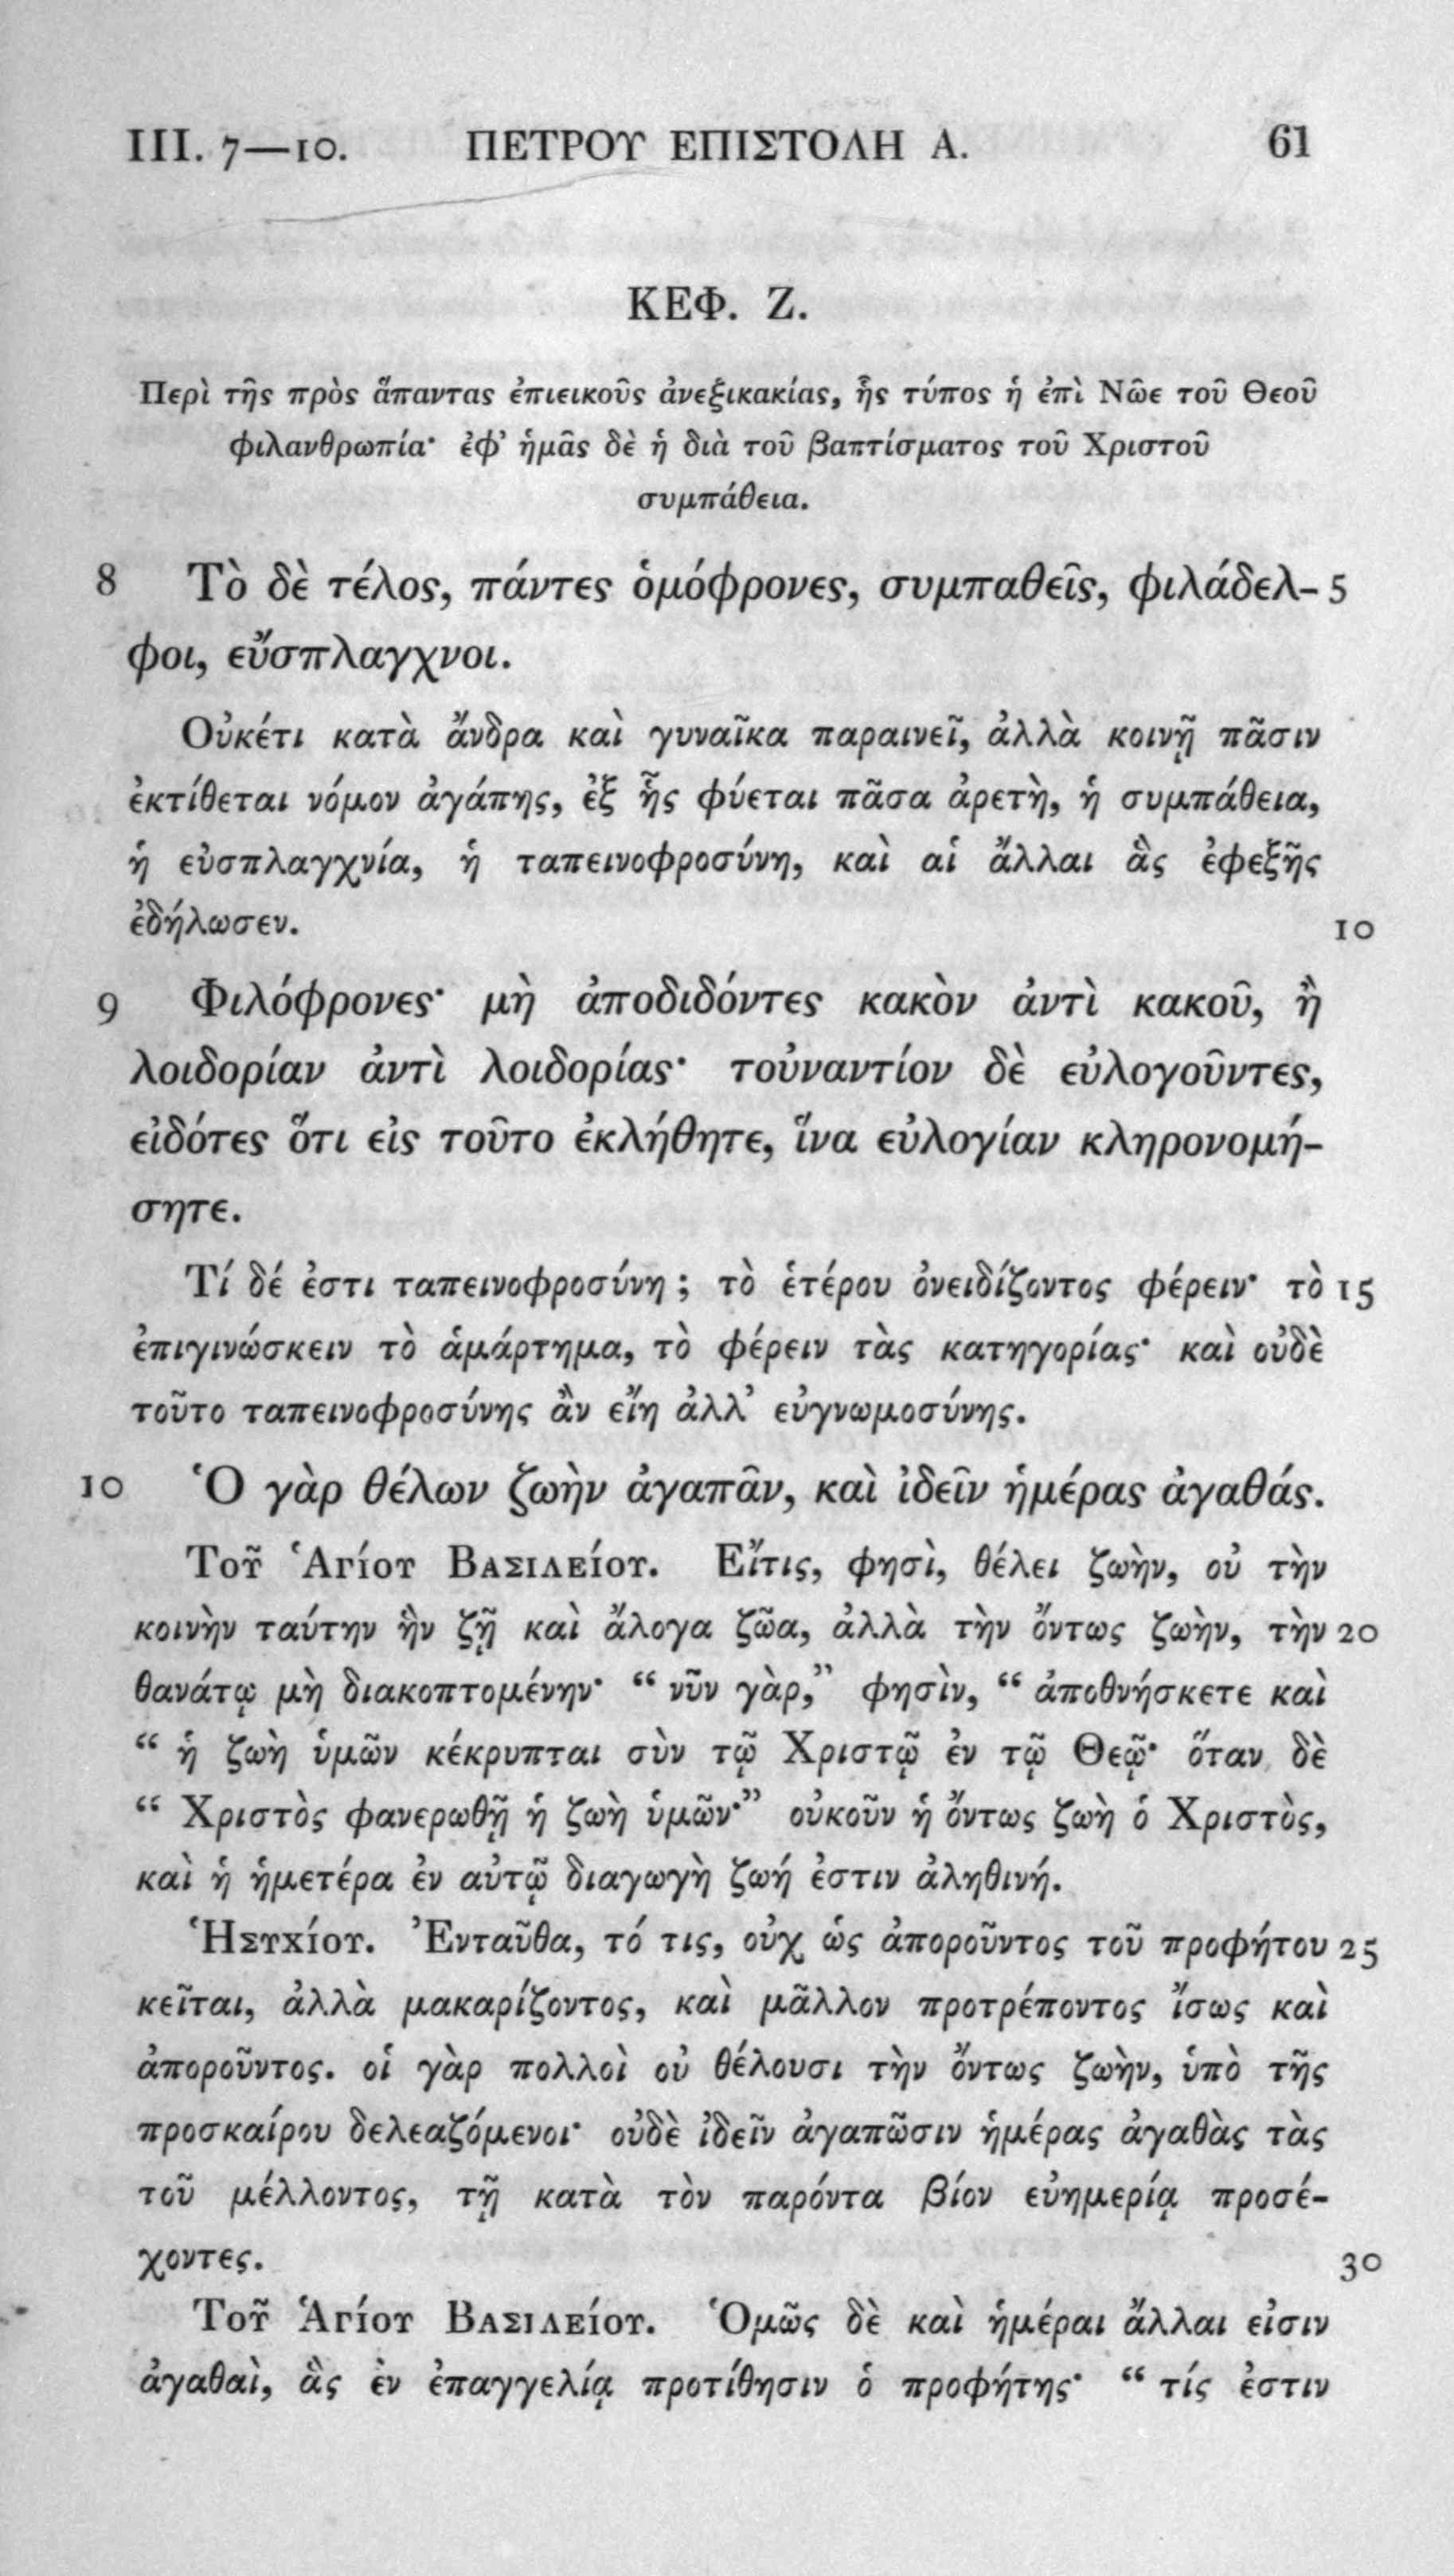 III. 7—10. ΠΕΤΡΟΥ ΕΠΙΣΤΟΛΗ Α. 61
ΚΕΦ. Ζ.
Περὶ τῆς πρὸς ἅπαντας ἐπιεικοῦς ἀνεξικακίας, ἧς τύπος ἡ ἐπὶ Νῶε τοῦ Θεοῦ
φιλανθρωπία· ἐφ’ ἡμᾶς δὲ ἡ διὰ τοῦ βαπτίσματος τοῦ Χριστοῦ
συμπάθεια.
8 Τὸ δὲ τέλος, πάντες ὁμόφρονες, συμπαθεῖς, φιλάδελ- 5
φοι, εὔσπλαγχνοι.
Οὐκέτι κατὰ ἄνδρα καὶ γυναῖκα παραινεῖ, ἀλλὰ κοινῇ πᾶσιν
ἐκτίθεται νόμον ἀγάπης, ἐξ ἧς φύεται πᾶσα ἀρετὴ, ἡ συμπάθεια,
ἡ εὐσπλαγχνία, ἡ ταπεινοφροσύνη, καὶ αἱ ἄλλαι ἃς ἐφεξῆς
ἐδήλωσεν. 10
9 Φιλόφρονες· μὴ ἀποδιδόντες κακὸν ἀντὶ κακοῦ, ἢ
λοιδορίαν ἀντὶ λοιδορίας· τοὐναντίον δὲ εὐλογοῦντες,
εἰδότες ὅτι εἰς τοῦτο ἐκλήθητε, ἵνα εὐλογίαν κληρονομή-
σητε.
Τί δέ ἐστι ταπεινοφροσύνη ; τὸ ἑτέρου ὀνειδίζοντος φέρειν· τὸ 15
ἐπιγινώσκειν τὸ ἁμάρτημα, τὸ φέρειν τὰς κατηγορίας· καὶ οὐδὲ
τοῦτο ταπεινοφροσύνης ἂν εἴη ἀλλ’ εὐγνωμοσύνης.
10 Ὁ γὰρ θέλων ζωὴν ἀγαπᾶν, καὶ ἰδεῖν ἡμέρας ἀγαθάς.
Τοῦ Ἁγίου Βασιλείου. Εἴτις, φησὶ, θέλει ζωὴν, οὐ τὴν
κοινὴν ταύτην ἣν ζῇ καὶ ἄλογα ζῶα, ἀλλὰ τὴν ὄντως ζωὴν, τὴν 20
θανάτῳ μὴ διακοπτομένην· “ νῦν γὰρ,” φησὶν, “ ἀποθνήσκετε καὶ
“ ἡ ζωὴ ὑμῶν κέκρυπται σὺν τῷ Χριστῷ ἐν τῷ Θεῷ· ὅταν δὲ
“ Χριστὸς φανερωθῇ ἡ ζωὴ ὑμῶν·” οὐκοῦν ἡ ὄντως ζωὴ ὁ Χριστὸς,
καὶ ἡ ἡμετέρα ἐν αὐτῷ διαγωγὴ ζωή ἐστιν ἀληθινή.
Ἡσυχίου. Ἐνταῦθα, τό τις, οὐχ ὡς ἀποροῦντος τοῦ προφήτου 25
κεῖται, ἀλλὰ μακαρίζοντος, καὶ μᾶλλον προτρέποντος ἴσως καὶ
ἀποροῦντος. οἱ γὰρ πολλοὶ οὐ θέλουσι τὴν ὄντως ζωὴν, ὑπὸ τῆς
προσκαίρου δελεαζόμενοι· οὐδὲ ἰδεῖν ἀγαπῶσιν ἡμέρας ἀγαθὰς τὰς
τοῦ μέλλοντος, τῇ κατὰ τὸν παρόντα βίον εὐημερίᾳ προσέ-
χοντες. 30
Τοῦ Ἁγίου Βασιλείου. Ὁμῶς δὲ καὶ ἡμέραι ἄλλαι εἰσιν
ἀγαθαὶ, ἃς ἐν ἐπαγγελίᾳ προτίθησιν ὁ προφήτης· “ τίς ἐστιν